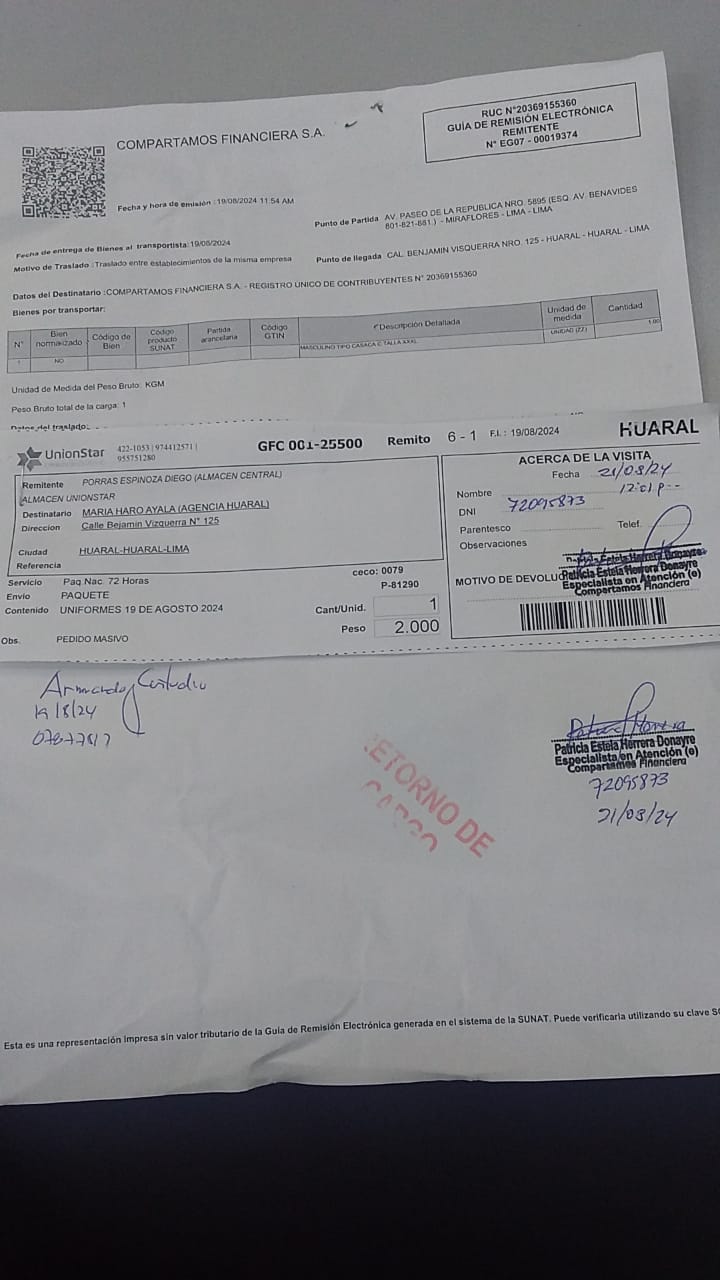 COMPARTAMOS FINANCIERA S.A.
RUC N°20369155360
GUÍA DE REMISIÓN ELECTRÓNICA
REMITENTE
N° EG07 - 00019374
Fecha y hora de emisión :19/08/2024 11:54 AM
Fecha de entrega de Bienes al transportista:19/08/2024
Punto de Partida AV. PASEO DE LA REPUBLICA NRO. 5895 (ESQ. AV. BENAVIDES
801-821-881.) - MIRAFLORES - LIMA - LIMA
Motivo de Traslado :Traslado entre establecimientos de la misma empresa
Punto de llegada CAL. BENJAMIN VISQUERRA NRO. 125 - HUARAL - HUARAL - LIMA
Datos del Destinatario :COMPARTAMOS FINANCIERA S.A. - REGISTRO ÚNICO DE CONTRIBUYENTES N° 20369155360
Bienes por transportar:
N° Bien normalizado Código de Bien Código producto SUNAT Partida arancelaria Código GTIN Descripción Detallada Unidad de medida Cantidad
1 NO MASCULINO TIPO CASACA C TALLA XXXL UNIDAD (ZZ) 1.00
Unidad de Medida del Peso Bruto: KGM
Peso Bruto total de la carga: 1
Datos del traslado:
UnionStar
422-1053 | 974412571 |
955751280
GFC 001-25500
Remito 6 - 1
F.I.: 19/08/2024
HUARAL
Remitente PORRAS ESPINOZA DIEGO (ALMACEN CENTRAL)
ALMACEN UNIONSTAR
Destinatario MARIA HARO AYALA (AGENCIA HUARAL)
Direccion Calle Bejamin Vizquerra N° 125
Ciudad HUARAL-HUARAL-LIMA
Referencia
Servicio Paq Nac. 72 Horas
Envio PAQUETE
Contenido UNIFORMES 19 DE AGOSTO 2024
Obs. PEDIDO MASIVO
ceco: 0079
P-81290
Cant/Unid. 1
Peso 2.000
ACERCA DE LA VISITA
Fecha 21/08/24
12:01 p--
Nombre
DNI 72095873
Parentesco Telef.
Observaciones
MOTIVO DE DEVOLUC
Patricia Estela Herrera Donayre
Especialista en Atención (e)
Compartamos Financiera
Armando Custodio
19/8/24
07877817
ETORNO DE
CARGO
Patricia Estela Herrera Donayre
Especialista en Atención (e)
Compartamos Financiera
72095873
21/08/24
Esta es una representación impresa sin valor tributario de la Guía de Remisión Electrónica generada en el sistema de la SUNAT. Puede verificarla utilizando su clave SO